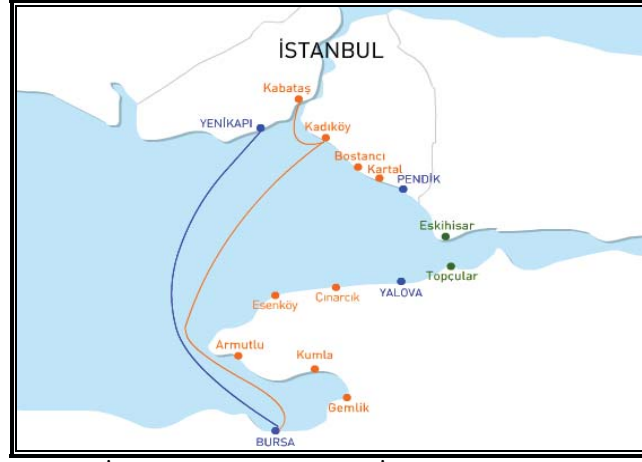 İSTANBUL
Kabataş
YENİKAPI
Kadıköy
Bostancı
Kartal
PENDİK
Eskihisar
Topçular
YALOVA
Çınarcık
Esenköy
Armutlu
Kumla
Gemlik
BURSA